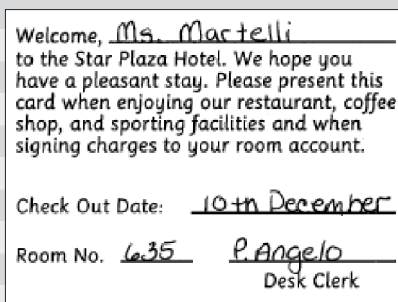 Welcome, Ms. Martelli
to the Star Plaza Hotel. We hope you
have a pleasant stay. Please present this
card when enjoying our restaurant, coffee
shop, and sporting facilities and when
signing charges to your room account.
Check Out Date: 10th December
Room No. 635 P. Angelo
Desk Clerk